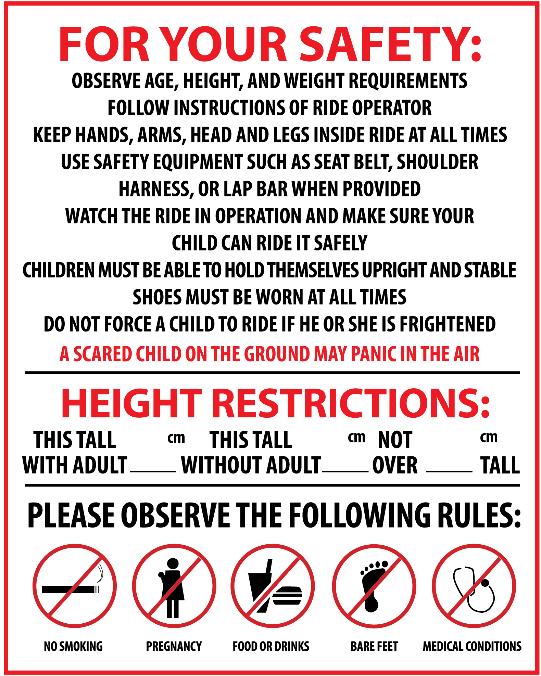 FOR YOUR SAFETY:
OBSERVE AGE, HEIGHT, AND WEIGHT REQUIREMENTS
FOLLOW INSTRUCTIONS OF RIDE OPERATOR
KEEP HANDS, ARMS, HEAD AND LEGS INSIDE RIDE AT ALL TIMES
USE SAFETY EQUIPMENT SUCH AS SEAT BELT, SHOULDER
HARNESS, OR LAP BAR WHEN PROVIDED
WATCH THE RIDE IN OPERATION AND MAKE SURE YOUR
CHILD CAN RIDE IT SAFELY
CHILDREN MUST BE ABLE TO HOLD THEMSELVES UPRIGHT AND STABLE
SHOES MUST BE WORN AT ALL TIMES
DO NOT FORCE A CHILD TO RIDE IF HE OR SHE IS FRIGHTENED
A SCARED CHILD ON THE GROUND MAY PANIC IN THE AIR
HEIGHT RESTRICTIONS:
THIS TALL cm THIS TALL cm NOT cm
WITH ADULT_____ WITHOUT ADULT_____ OVER _____ TALL
PLEASE OBSERVE THE FOLLOWING RULES:
NO SMOKING PREGNANCY FOOD OR DRINKS BARE FEET MEDICAL CONDITIONS